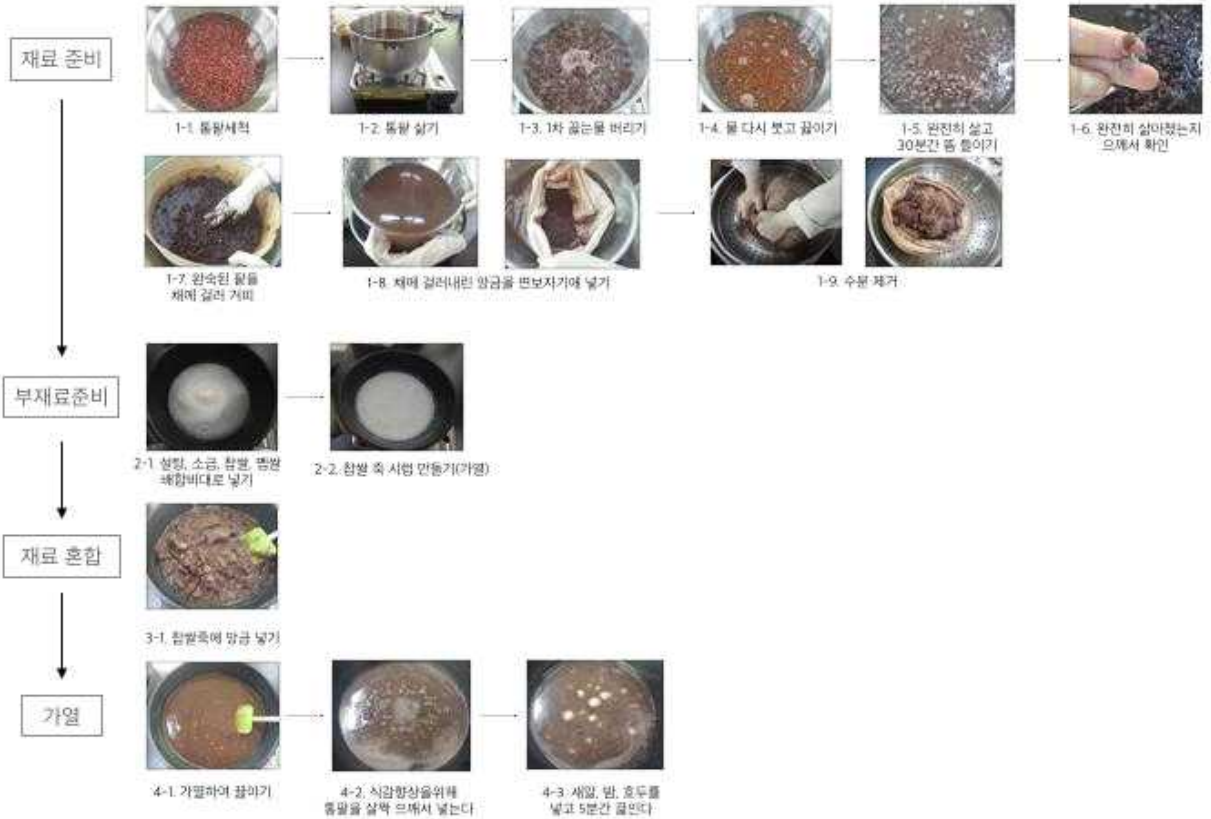 재료 준비
1-1. 통팥세척
1-2. 통팥 삶기
1-3. 1차 끓는물 버리기
1-4. 물 다시 붓고 끓이기
1-5. 완전히 삶고
30분간 뜸 들이기
1-6. 완전히 삶아졌는지
으깨서 확인
1-7. 완숙된 팥을
채에 걸러 거피
1-8. 채에 걸러내린 앙금을 면보자기에 넣기
1-9. 수분 제거
부재료준비
2-1. 설탕, 소금, 찹쌀, 맵쌀
배합비대로 넣기
2-2. 찹쌀 죽 시럽 만들기(가열)
재료 혼합
3-1. 찹쌀죽에 앙금 넣기
가열
4-1. 가열하여 끓이기
4-2. 식감향상을위해
통팥을 살짝 으깨서 넣는다
4-3. 새알, 밤, 호두를
넣고 5분간 끓인다